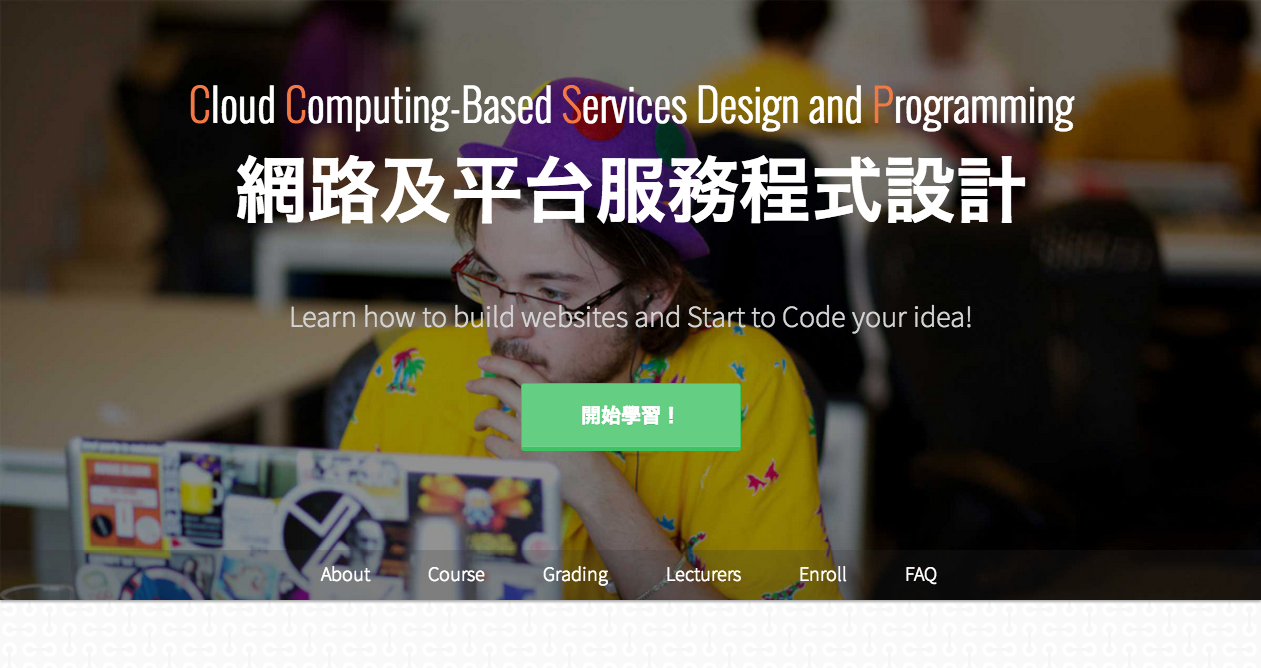 Cloud Computing-Based Services Design and Programming
網路及平台服務程式設計
Learn how to build websites and Start to Code your idea!
開始學習！
About Course Grading Lecturers Enroll FAQ